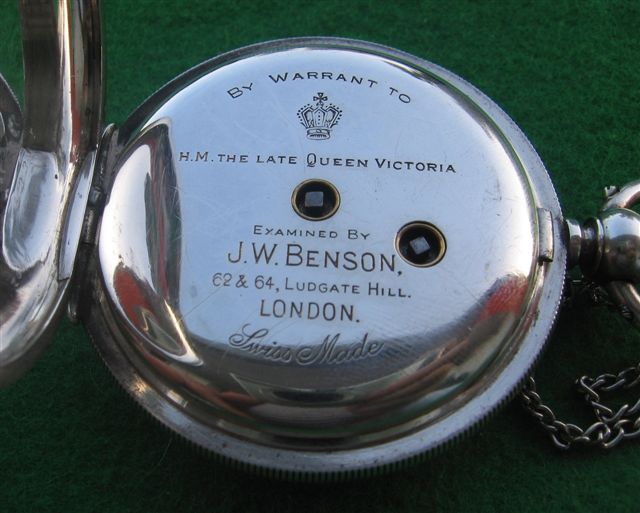 BY WARRANT TO
H.M. THE LATE QUEEN VICTORIA
EXAMINED BY
J.W. BENSON,
62 & 64, LUDGATE HILL.
LONDON.
Swiss Made